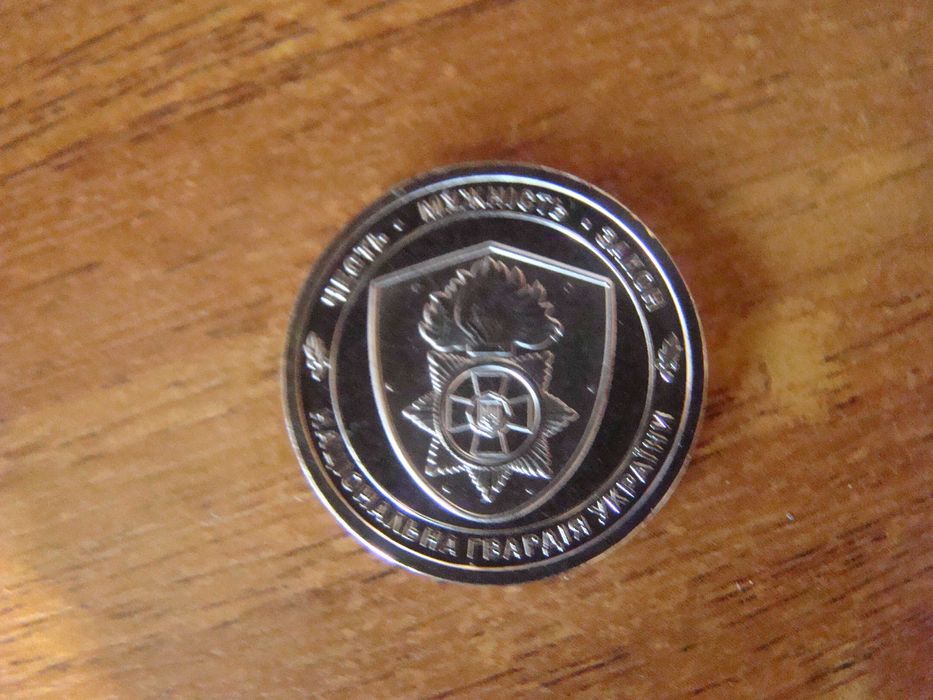 ЧЕСТЬ · МУЖНІСТЬ · ЗАКОН
НАЦІОНАЛЬНА ГВАРДІЯ УКРАЇНИ